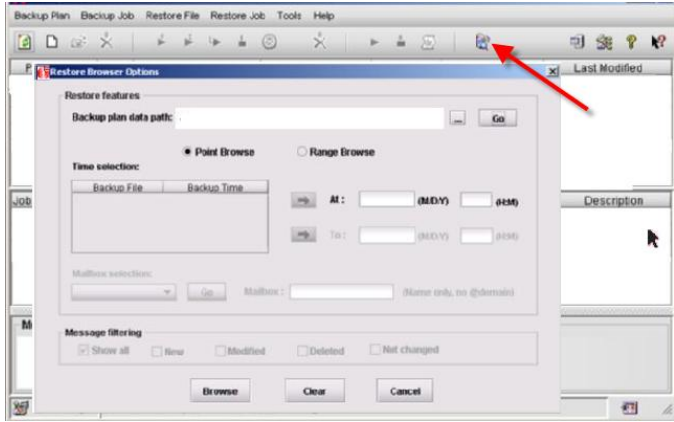 Backup Plan Backup Job Restore File Restore Job Tools Help
P Last Modified
Restore Browser Options
Restore features
Backup plan data path: ... Go
Point Browse Range Browse
Time selection:
Backup File Backup Time
At : (M/D/Y) (H:M)
To : (M/D/Y) (H:M)
Job Description
Mailbox selection:
Go Mailbox : (Name only, no @domain)
M
Message filtering
Show all New Modified Deleted Not changed
Browse Clear Cancel